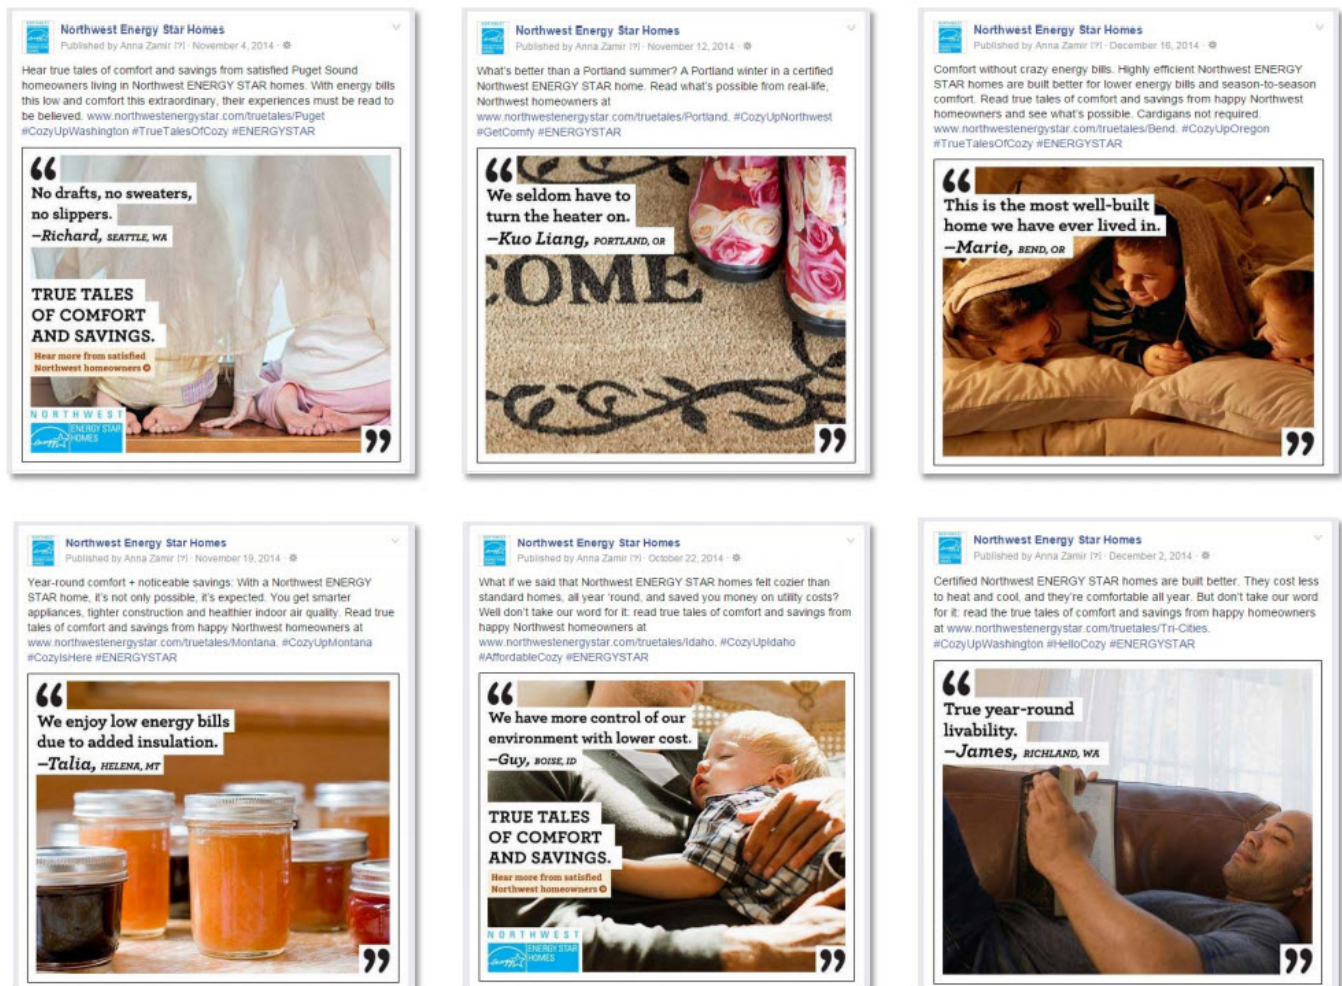 Northwest Energy Star Homes
Published by Anna Zamir [?] · November 4, 2014 ·
Hear true tales of comfort and savings from satisfied Puget Sound
homeowners living in Northwest ENERGY STAR homes. With energy bills
this low and comfort this extraordinary, their experiences must be read to
be believed. www.northwestenergystar.com/truetales/Puget
#CozyUpWashington #TrueTalesOfCozy #ENERGYSTAR
“
No drafts, no sweaters,
no slippers.
–Richard, SEATTLE, WA
TRUE TALES
OF COMFORT
AND SAVINGS.
Hear more from satisfied
Northwest homeowners
NORTHWEST
ENERGY STAR
HOMES
”
Northwest Energy Star Homes
Published by Anna Zamir [?] · November 12, 2014 ·
What's better than a Portland summer? A Portland winter in a certified
Northwest ENERGY STAR home. Read what's possible from real-life,
Northwest homeowners at
www.northwestenergystar.com/truetales/Portland. #CozyUpNorthwest
#GetComfy #ENERGYSTAR
“
We seldom have to
turn the heater on.
–Kuo Liang, PORTLAND, OR
COME
”
Northwest Energy Star Homes
Published by Anna Zamir [?] · December 16, 2014 ·
Comfort without crazy energy bills. Highly efficient Northwest ENERGY
STAR homes are built better for lower energy bills and season-to-season
comfort. Read true tales of comfort and savings from happy Northwest
homeowners and see what's possible. Cardigans not required.
www.northwestenergystar.com/truetales/Bend. #CozyUpOregon
#TrueTalesOfCozy #ENERGYSTAR
“
This is the most well-built
home we have ever lived in.
–Marie, BEND, OR
”
Northwest Energy Star Homes
Published by Anna Zamir [?] · November 19, 2014 ·
Year-round comfort + noticeable savings: With a Northwest ENERGY
STAR home, it's not only possible, it's expected. You get smarter
appliances, tighter construction and healthier indoor air quality. Read true
tales of comfort and savings from happy Northwest homeowners at
www.northwestenergystar.com/truetales/Montana. #CozyUpMontana
#CozyIsHere #ENERGYSTAR
“
We enjoy low energy bills
due to added insulation.
–Talia, HELENA, MT
”
Northwest Energy Star Homes
Published by Anna Zamir [?] · October 22, 2014 ·
What if we said that Northwest ENERGY STAR homes felt cozier than
standard homes, all year 'round, and saved you money on utility costs?
Well don't take our word for it: read true tales of comfort and savings from
happy Northwest homeowners at
www.northwestenergystar.com/truetales/Idaho. #CozyUpIdaho
#AffordableCozy #ENERGYSTAR
“
We have more control of our
environment with lower cost.
–Guy, BOISE, ID
TRUE TALES
OF COMFORT
AND SAVINGS.
Hear more from satisfied
Northwest homeowners
NORTHWEST
ENERGY STAR
HOMES
”
Northwest Energy Star Homes
Published by Anna Zamir [?] · December 2, 2014 ·
Certified Northwest ENERGY STAR homes are built better. They cost less
to heat and cool, and they're comfortable all year. But don't take our word
for it: read the true tales of comfort and savings from happy homeowners
at www.northwestenergystar.com/truetales/Tri-Cities.
#CozyUpWashington #HelloCozy #ENERGYSTAR
“
True year-round
livability.
–James, RICHLAND, WA
”